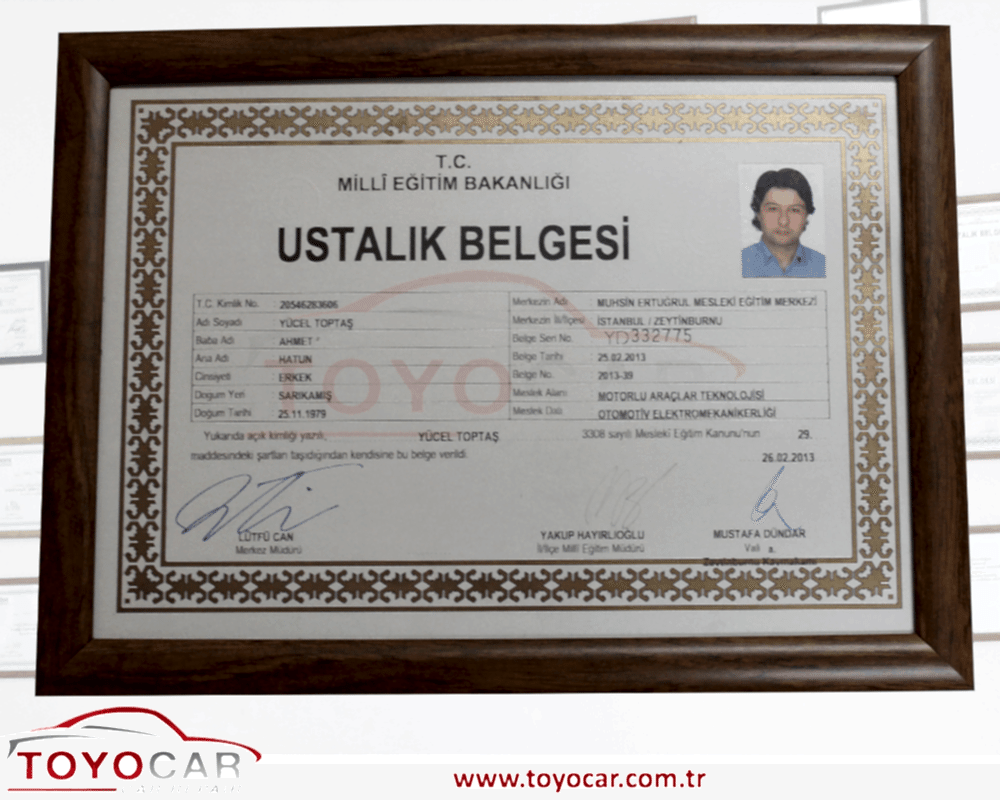 T.C.
MİLLÎ EĞİTİM BAKANLIĞI
USTALIK BELGESİ
T.C. Kimlik No. : 20546283606
Adı Soyadı YÜCEL TOPTAŞ
Baba Adı AHMET
Ana Adı HATUN
Cinsiyeti : ERKEK
Doğum Yeri SARIKAMIŞ
Doğum Tarihi 25.11.1979
Merkezin Adı : MUHSİN ERTUĞRUL MESLEKİ EĞİTİM MERKEZİ
Merkezin İl/İlçesi İSTANBUL / ZEYTİNBURNU
Belge Seri No. YD332775
Belge Tarihi : 25.02.2013
Belge No. : 2013-39
Meslek Alanı MOTORLU ARAÇLAR TEKNOLOJİSİ
Meslek Dalı OTOMOTİV ELEKTROMEKANİKERLİĞİ
Yukarıda açık kimliği yazılı, YÜCEL TOPTAŞ 3308 sayılı Mesleki Eğitim Kanunu'nun 29.
maddesindeki şartları taşıdığından kendisine bu belge verildi.
26.02.2013
LÜTFÜ CAN
Merkez Müdürü
YAKUP HAYIRLIOĞLU
İl/İlçe Millî Eğitim Müdürü
MUSTAFA DÜNDAR
Vali a.
Zeytinburnu Kaymakamı
TOYOCAR
TOYOCAR
www.toyocar.com.tr